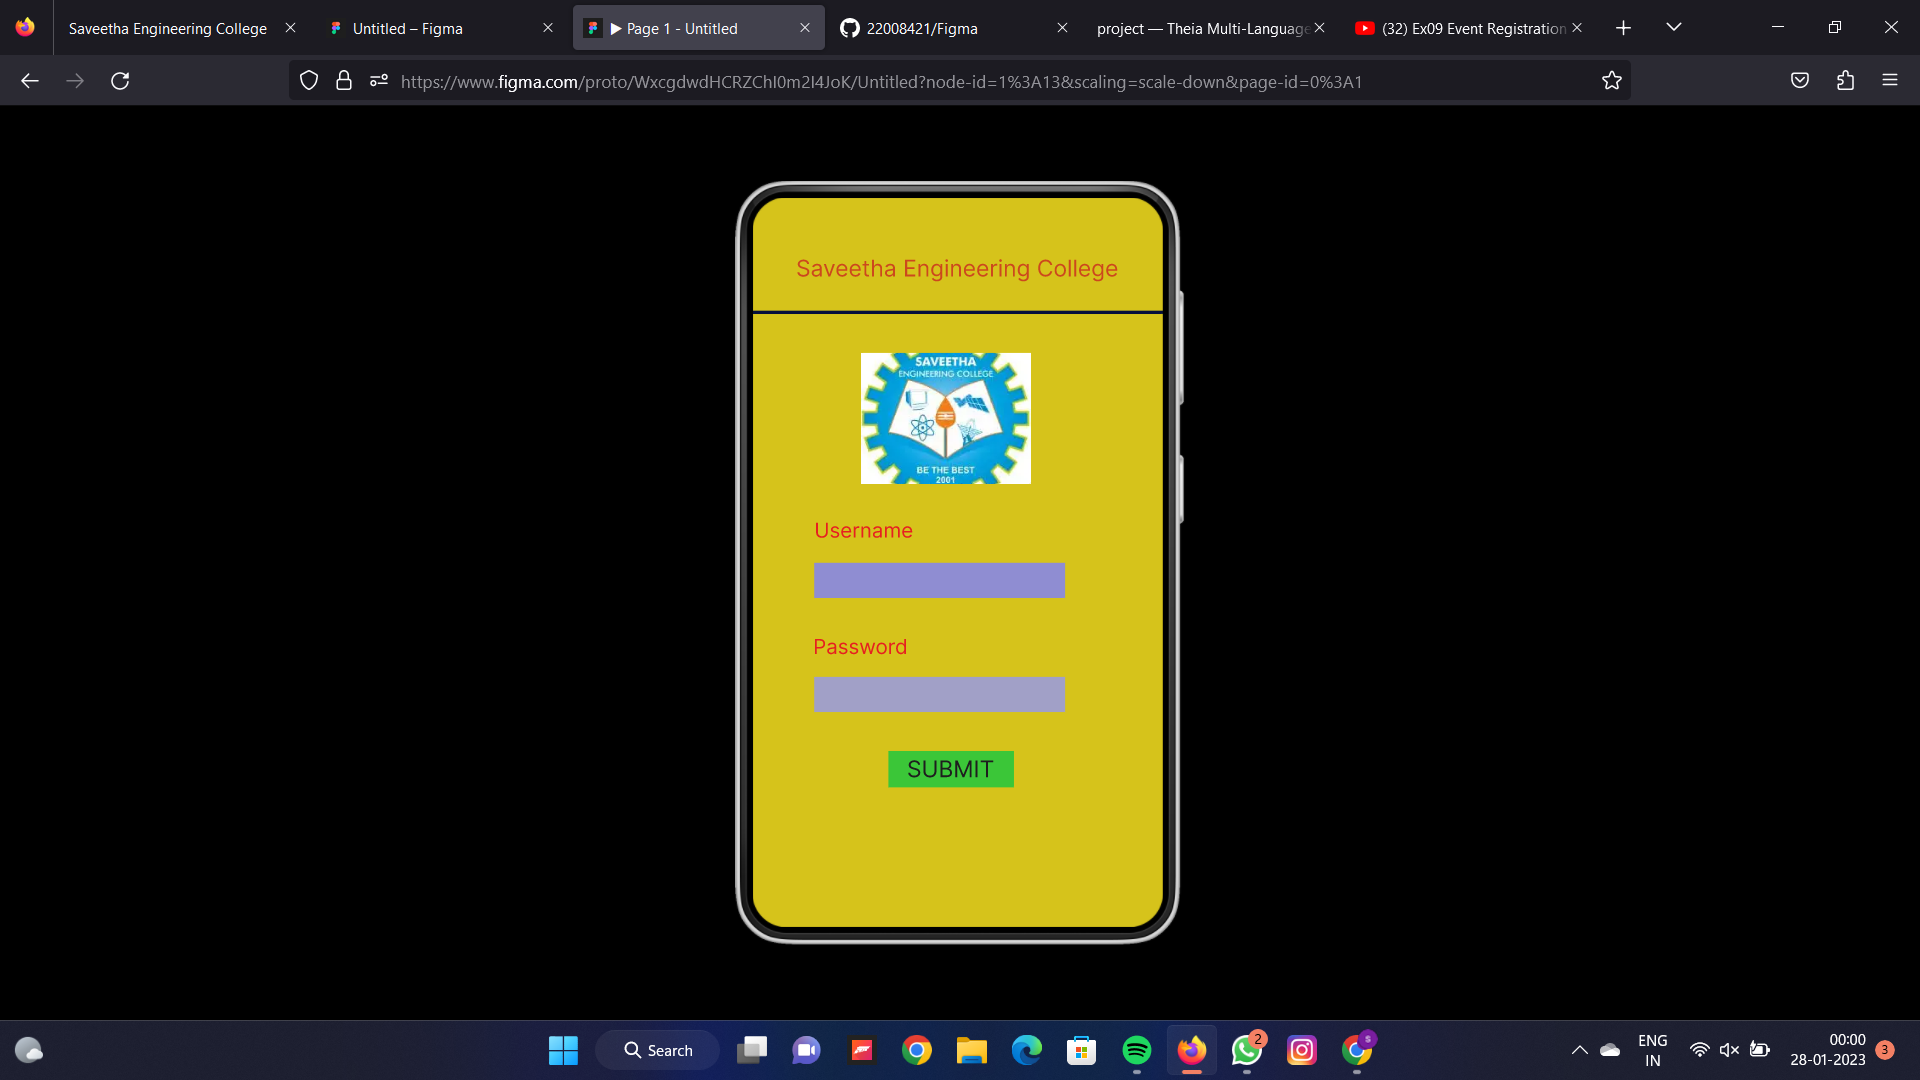 Saveetha Engineering College
Untitled – Figma
▶ Page 1 - Untitled
22008421/Figma
project — Theia Multi-Language
(32) Ex09 Event Registration
https://www.figma.com/proto/WxcgdwdHCRZChI0m2I4JoK/Untitled?node-id=1%3A13&scaling=scale-down&page-id=0%3A1
Saveetha Engineering College
SAVEETHA
ENGINEERING COLLEGE
BE THE BEST
2001
Username
Password
SUBMIT
Search
2
S
ENG
IN
00:00
28-01-2023
3